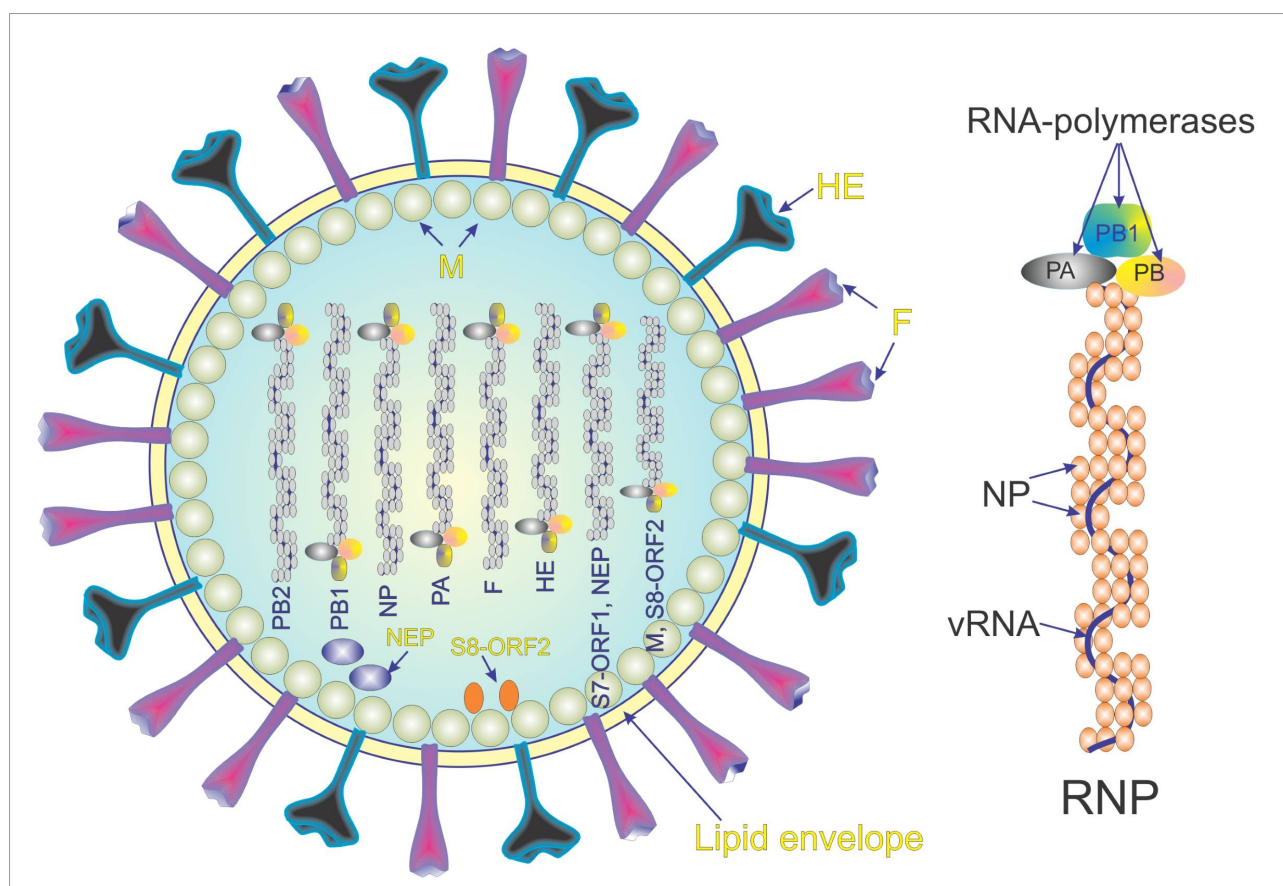 HE
M
F
PB2
PB1
NP
PA
F
HE
S7-ORF1, NEP
M, S8-ORF2
NEP
S8-ORF2
Lipid envelope
RNA-polymerases
PB1
PA
PB
NP
vRNA
RNP